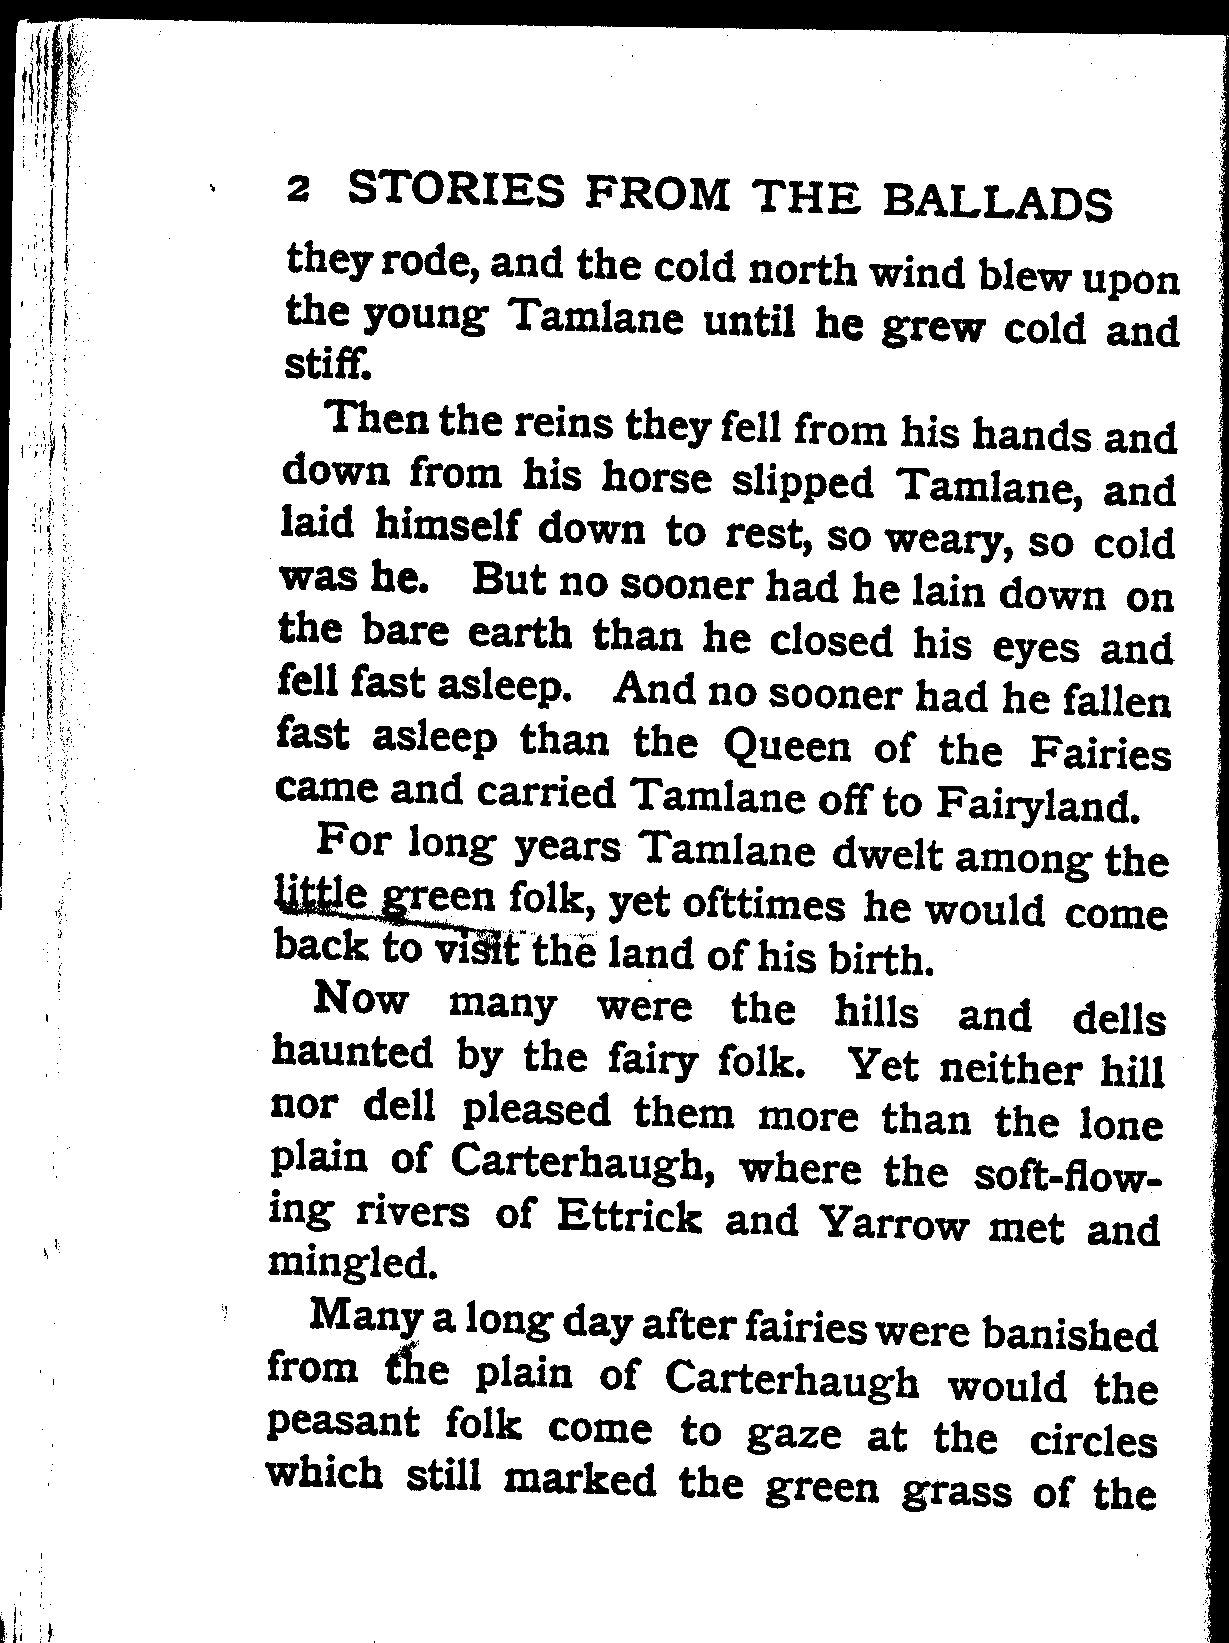 2 STORIES FROM THE BALLADS
they rode, and the cold north wind blew upon
the young Tamlane until he grew cold and
stiff.
Then the reins they fell from his hands and
down from his horse slipped Tamlane, and
laid himself down to rest, so weary, so cold
was he. But no sooner had he lain down on
the bare earth than he closed his eyes and
fell fast asleep. And no sooner had he fallen
fast asleep than the Queen of the Fairies
came and carried Tamlane off to Fairyland.
For long years Tamlane dwelt among the
little green folk, yet ofttimes he would come
back to visit the land of his birth.
Now many were the hills and dells
haunted by the fairy folk. Yet neither hill
nor dell pleased them more than the lone
plain of Carterhaugh, where the soft-flow-
ing rivers of Ettrick and Yarrow met and
mingled.
Many a long day after fairies were banished
from the plain of Carterhaugh would the
peasant folk come to gaze at the circles
which still marked the green grass of the